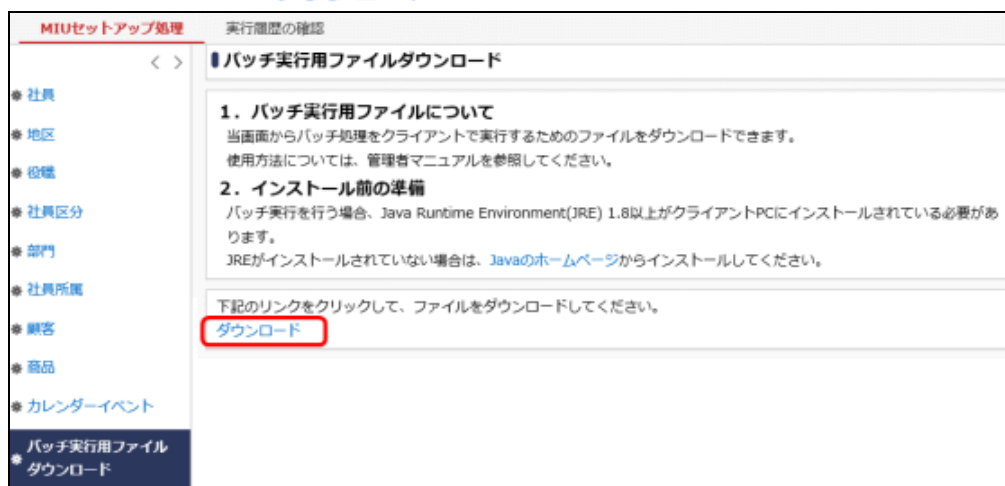 MIUセットアップ処理
実行履歴の確認
< >
社員
地区
役職
社員区分
部門
社員所属
顧客
商品
カレンダーイベント
バッチ実行用ファイル
ダウンロード
バッチ実行用ファイルダウンロード
1. バッチ実行用ファイルについて
当画面からバッチ処理をクライアントで実行するためのファイルをダウンロードできます。
使用方法については、管理者マニュアルを参照してください。
2. インストール前の準備
バッチ実行を行う場合、Java Runtime Environment(JRE) 1.8以上がクライアントPCにインストールされている必要があ
ります。
JREがインストールされていない場合は、Javaのホームページからインストールしてください。
下記のリンクをクリックして、ファイルをダウンロードしてください。
ダウンロード